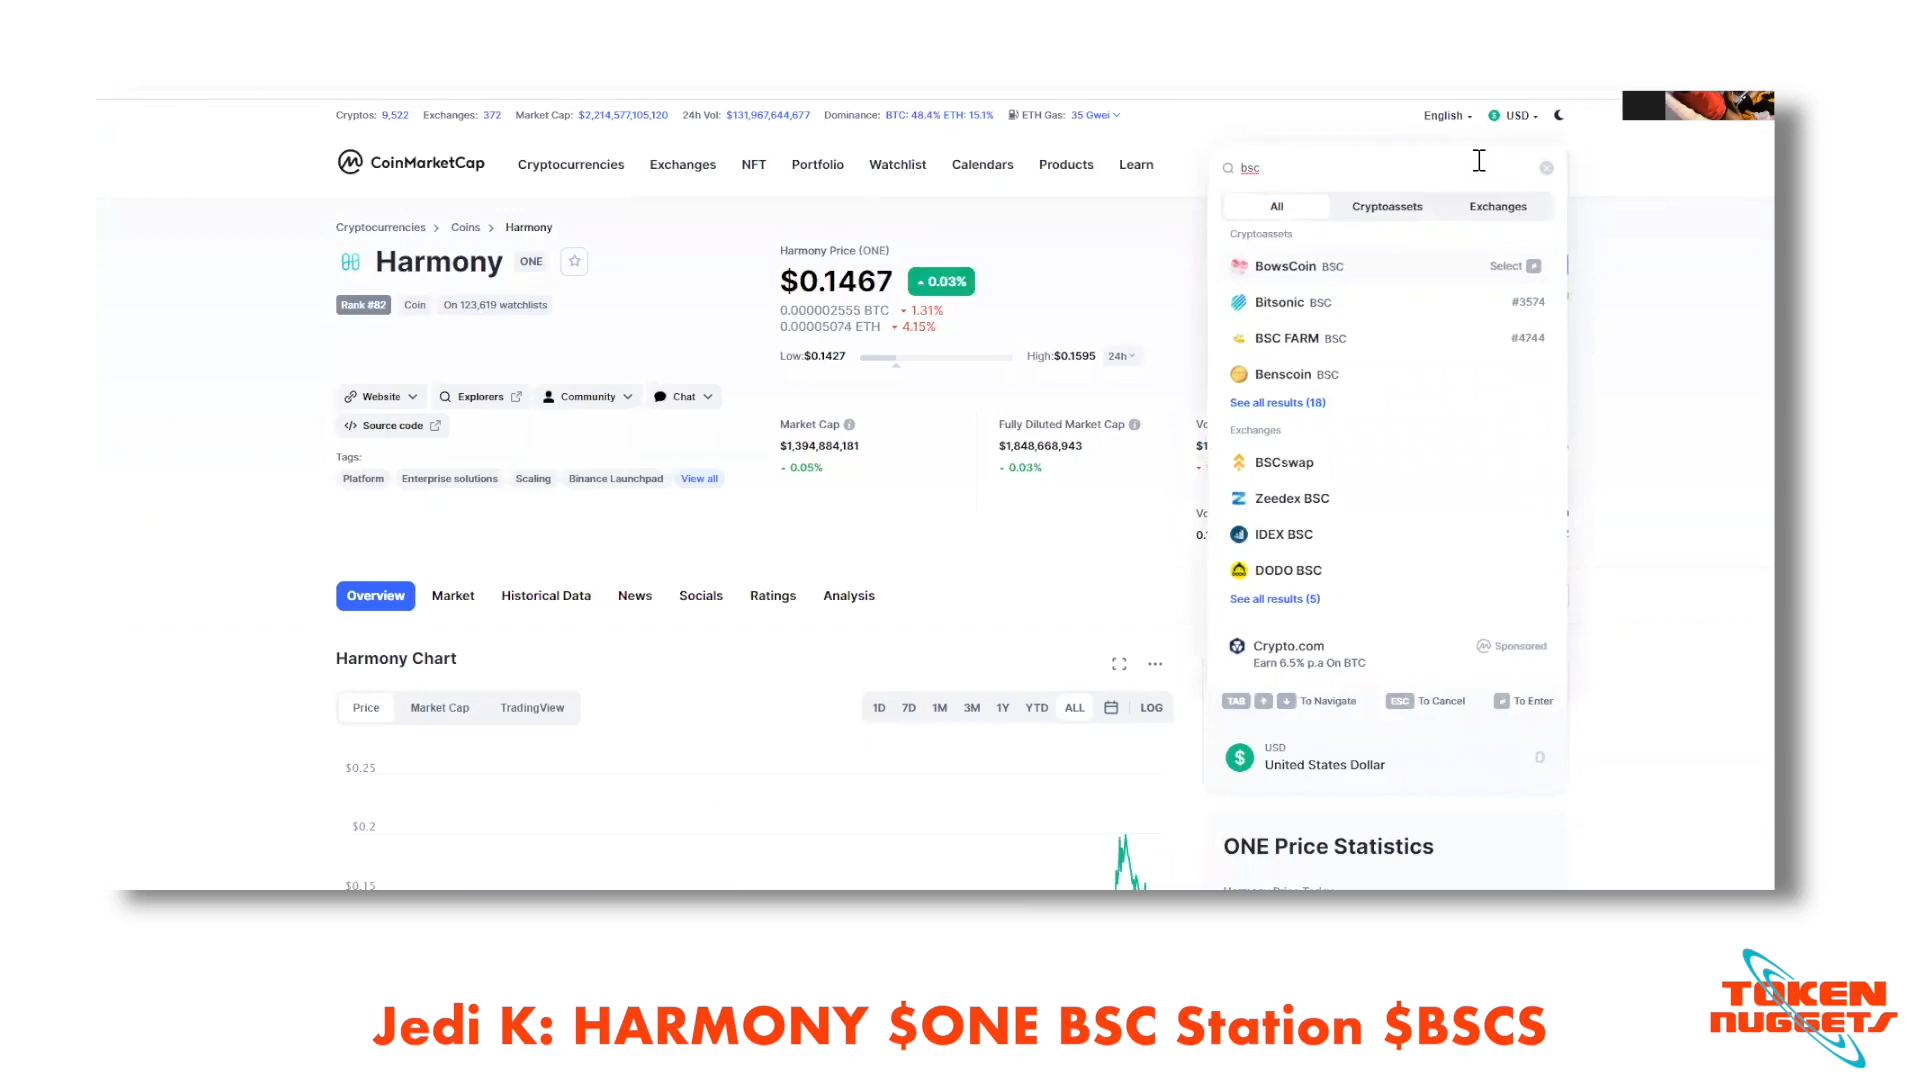 Cryptos: 9,522 Exchanges: 372 Market Cap: $2,214,577,105,120 24h Vol: $131,967,644,677 Dominance: BTC: 48.4% ETH: 15.1% ETH Gas: 35 Gwei English USD
CoinMarketCap Cryptocurrencies Exchanges NFT Portfolio Watchlist Calendars Products Learn
Cryptocurrencies Coins Harmony
Harmony ONE
Rank #82 Coin On 123,619 watchlists
Website Explorers Community Chat
Source code
Tags:
Platform Enterprise solutions Scaling Binance Launchpad View all
Harmony Price (ONE)
$0.1467 0.03%
0.000002555 BTC 1.31%
0.00005074 ETH 4.15%
Low:$0.1427 High:$0.1595 24h
Market Cap
$1,394,884,181
0.05%
Fully Diluted Market Cap
$1,848,668,943
0.03%
bsc
All Cryptoassets Exchanges
Cryptoassets
BowsCoin BSC Select
Bitsonic BSC #3574
BSC FARM BSC #4744
Benscoin BSC
See all results (18)
Exchanges
BSCswap
Zeedex BSC
IDEX BSC
DODO BSC
See all results (5)
Crypto.com Sponsored
Earn 6.5% p.a On BTC
TAB To Navigate ESC To Cancel To Enter
USD
United States Dollar 0
Overview Market Historical Data News Socials Ratings Analysis
Harmony Chart
Price Market Cap TradingView 1D 7D 1M 3M 1Y YTD ALL LOG
$0.25
$0.2
$0.15
ONE Price Statistics
Jedi K: HARMONY $ONE BSC Station $BSCS
TOKEN
NUGGETS